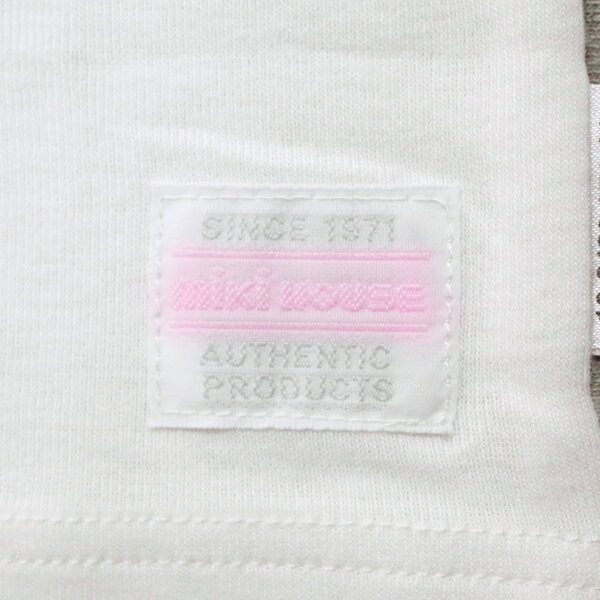 SINCE 1971
miki HOUSE
AUTHENTIC
PRODUCTS